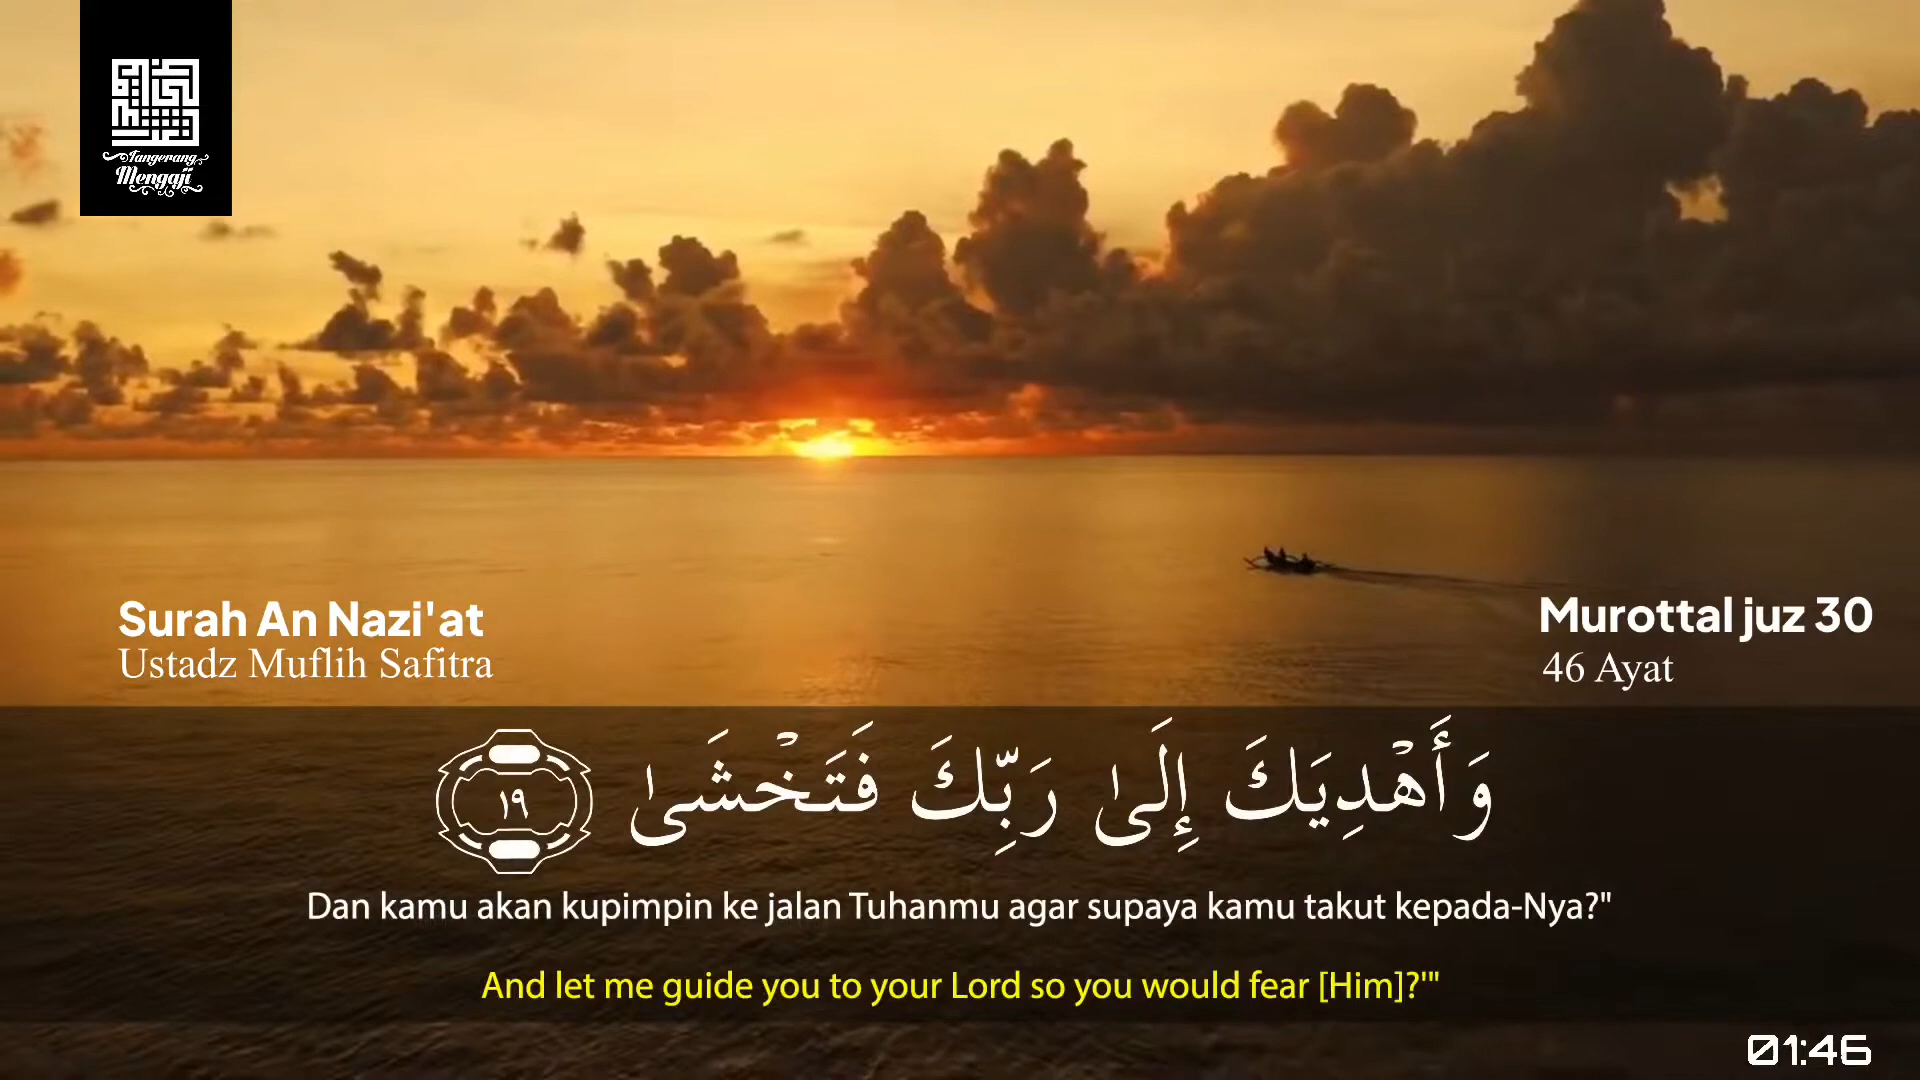 Tangerang
Mengaji
Surah An Nazi'at
Ustadz Muflih Safitra
Murottal juz 30
46 Ayat
وَأَهْدِيَكَ إِلَىٰ رَبِّكَ فَتَخْشَىٰ ١٩
Dan kamu akan kupimpin ke jalan Tuhanmu agar supaya kamu takut kepada-Nya?"
And let me guide you to your Lord so you would fear [Him]?'"
01:46